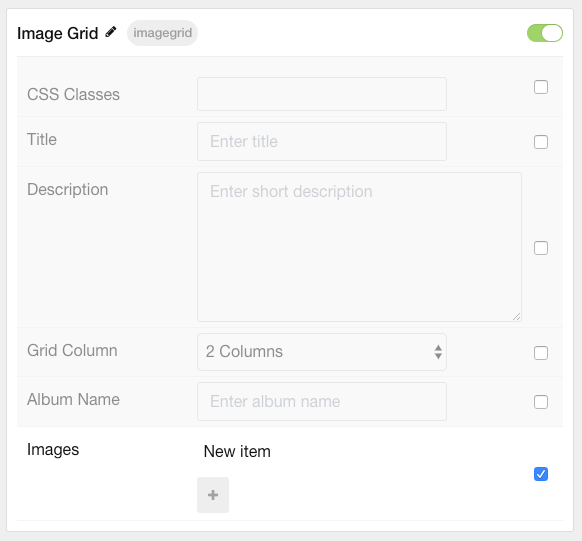 Image Grid imagegrid
CSS Classes
Title Enter title
Description Enter short description
Grid Column 2 Columns
Album Name Enter album name
Images New item
+